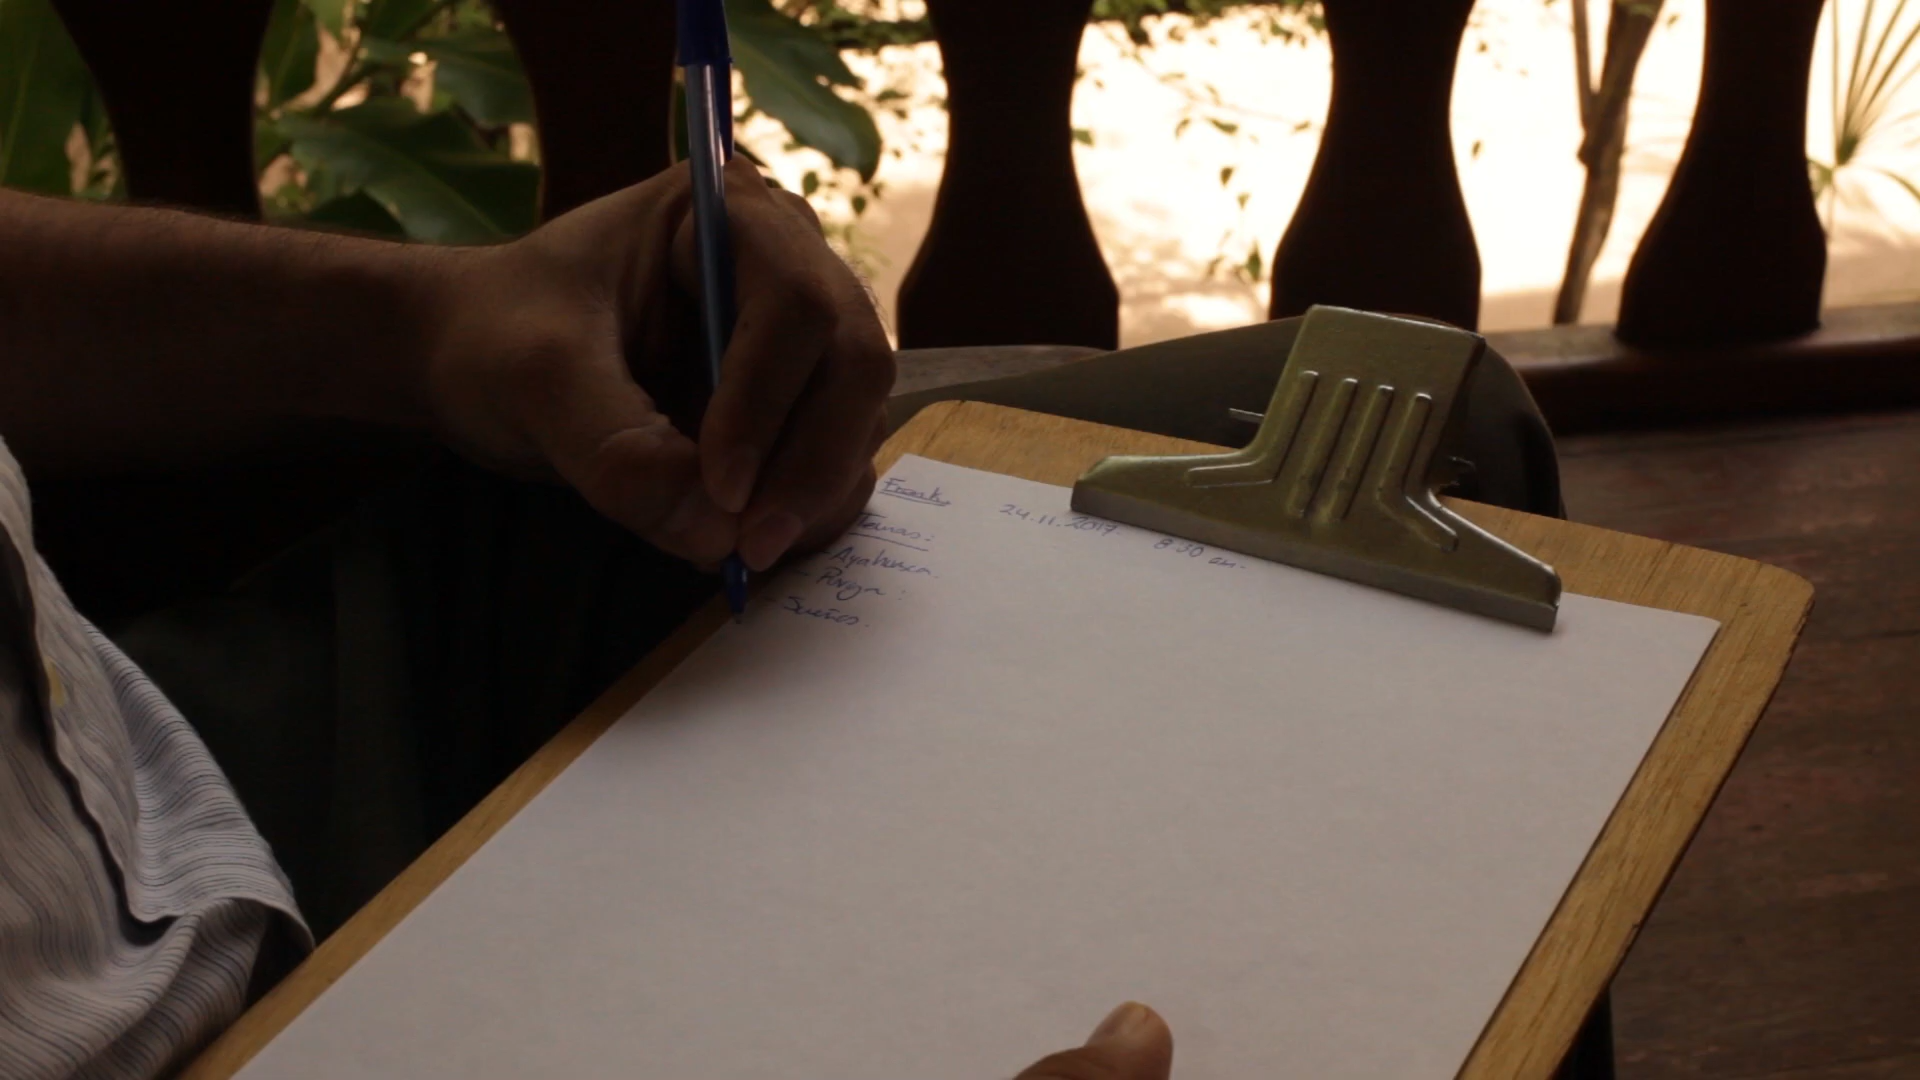 Frank 24.11.2017. 8:30 am.
Temas:
- Ayahuasca.
- Purga:
- Sueños.